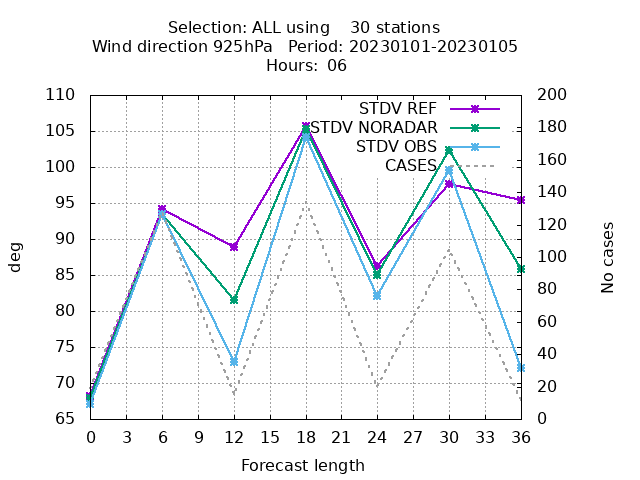 Selection: ALL using    30 stations
Wind direction 925hPa   Period: 20230101-20230105
Hours:  06
STDV REF
STDV NORADAR
STDV OBS
CASES
110
105
100
95
90
85
80
75
70
65
200
180
160
140
120
100
80
60
40
20
0
deg
No cases
0 3 6 9 12 15 18 21 24 27 30 33 36
Forecast length